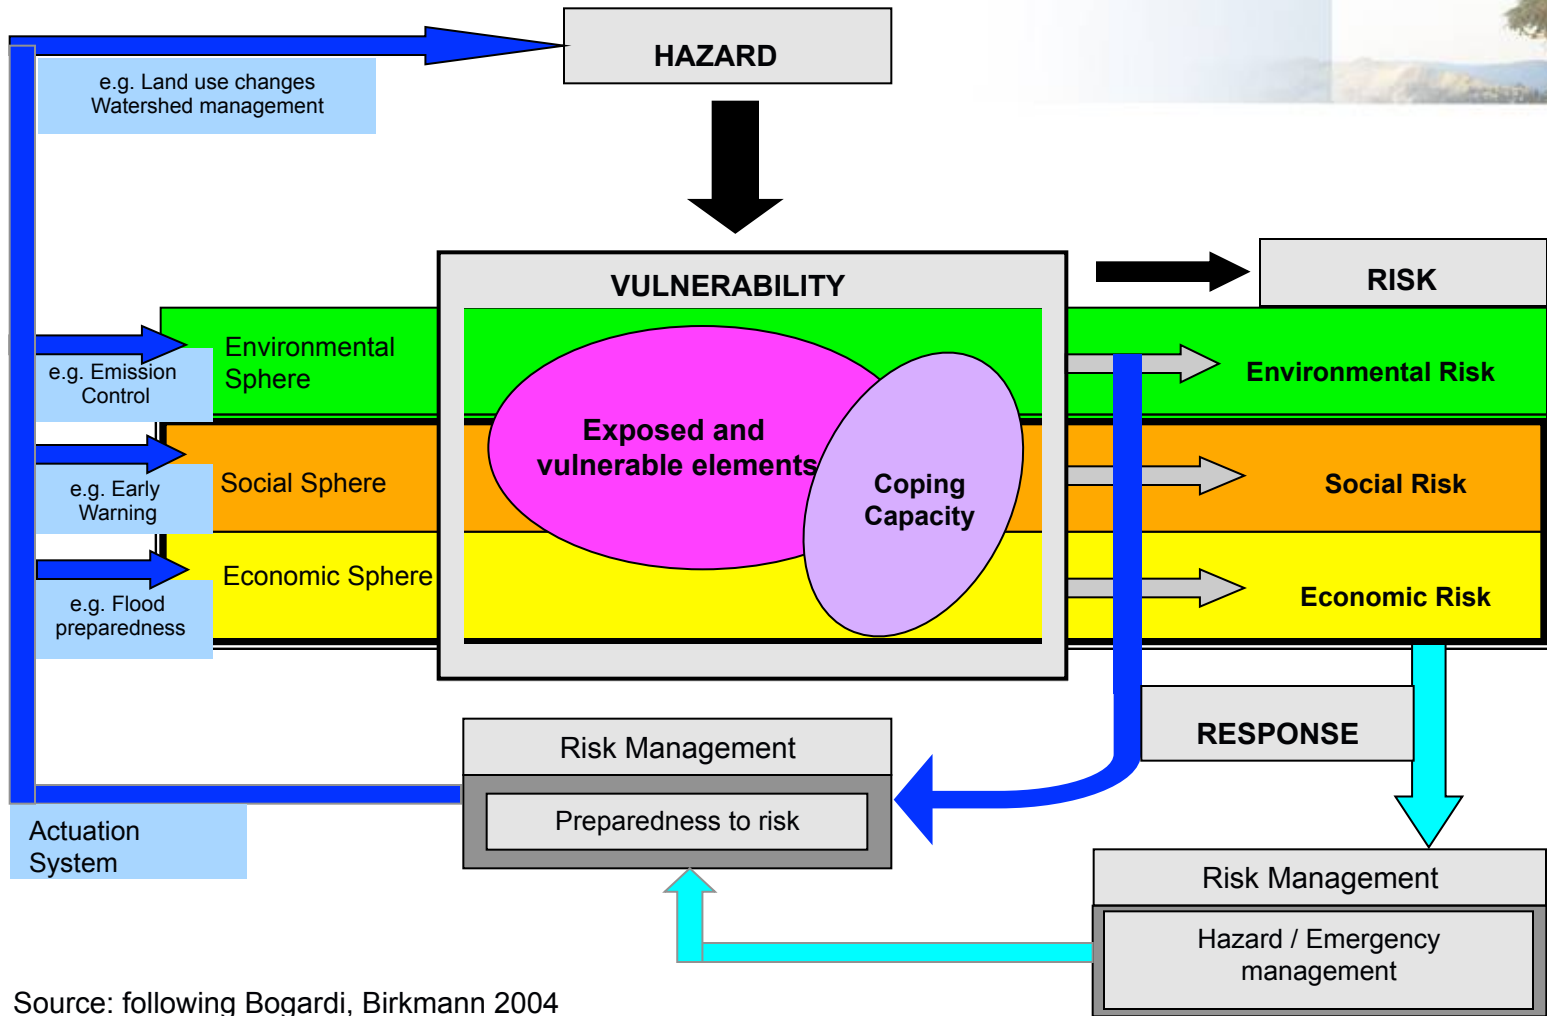 HAZARD
e.g. Land use changes
Watershed management
VULNERABILITY
RISK
Environmental
Sphere
e.g. Emission
Control
Environmental Risk
Exposed and
vulnerable elements
Coping
Capacity
Social Sphere
e.g. Early
Warning
Social Risk
Economic Sphere
e.g. Flood
preparedness
Economic Risk
RESPONSE
Risk Management
Preparedness to risk
Actuation
System
Risk Management
Hazard / Emergency
management
Source: following Bogardi, Birkmann 2004